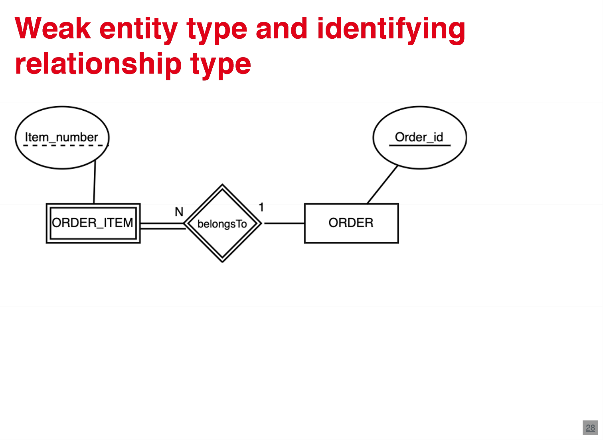 Weak entity type and identifying
relationship type
Item_number
Order_id
N
1
ORDER_ITEM
belongsTo
ORDER
28